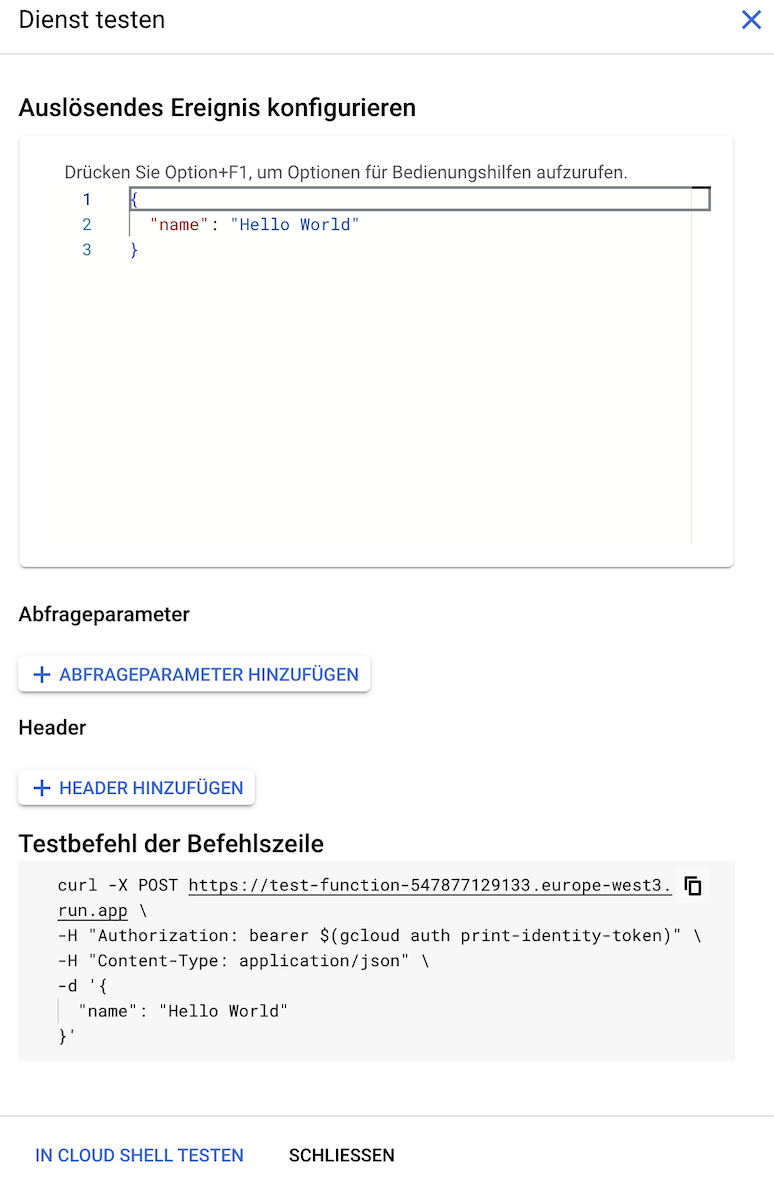 Dienst testen
Auslösendes Ereignis konfigurieren
Drücken Sie Option+F1, um Optionen für Bedienungshilfen aufzurufen.
1 {
2 "name": "Hello World"
3 }
Abfrageparameter
+ ABFRAGEPARAMETER HINZUFÜGEN
Header
+ HEADER HINZUFÜGEN
Testbefehl der Befehlszeile
curl -X POST https://test-function-547877129133.europe-west3.
run.app \
-H "Authorization: bearer $(gcloud auth print-identity-token)" \
-H "Content-Type: application/json" \
-d '{
"name": "Hello World"
}'
IN CLOUD SHELL TESTEN SCHLIESSEN